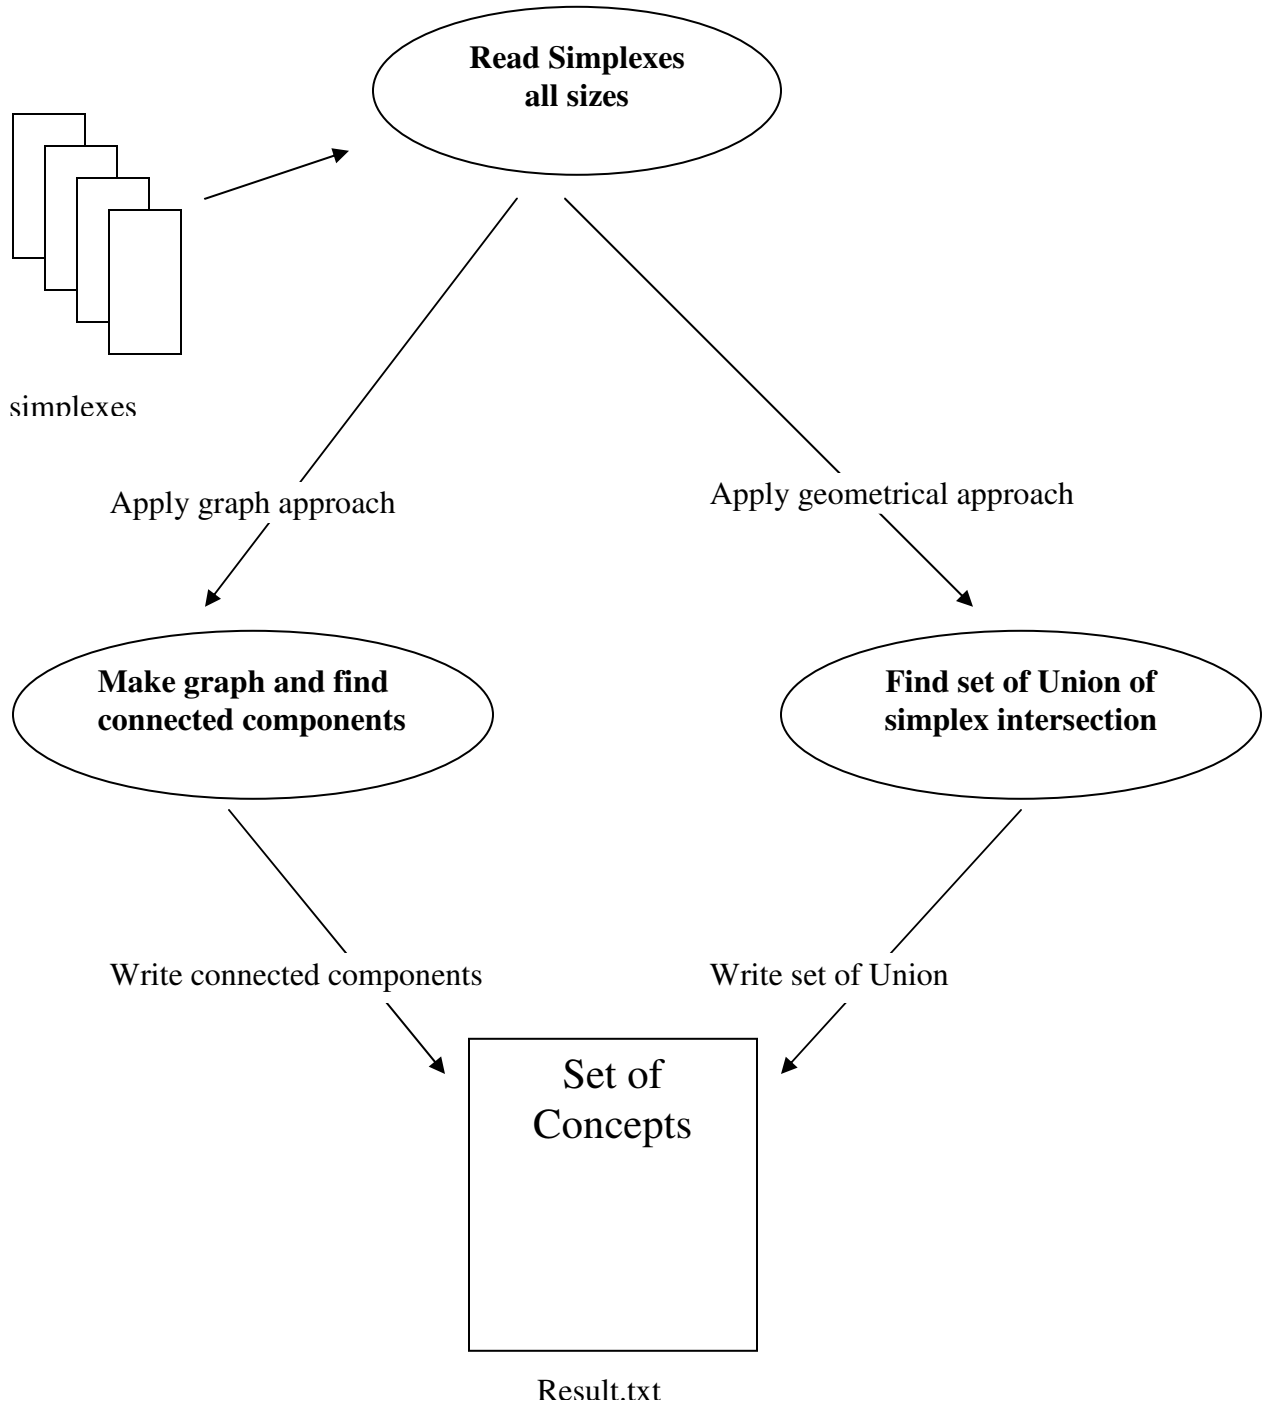 Read Simplexes
all sizes
simplexes
Apply graph approach
Apply geometrical approach
Make graph and find
connected components
Find set of Union of
simplex intersection
Write connected components
Write set of Union
Set of
Concepts
Result.txt